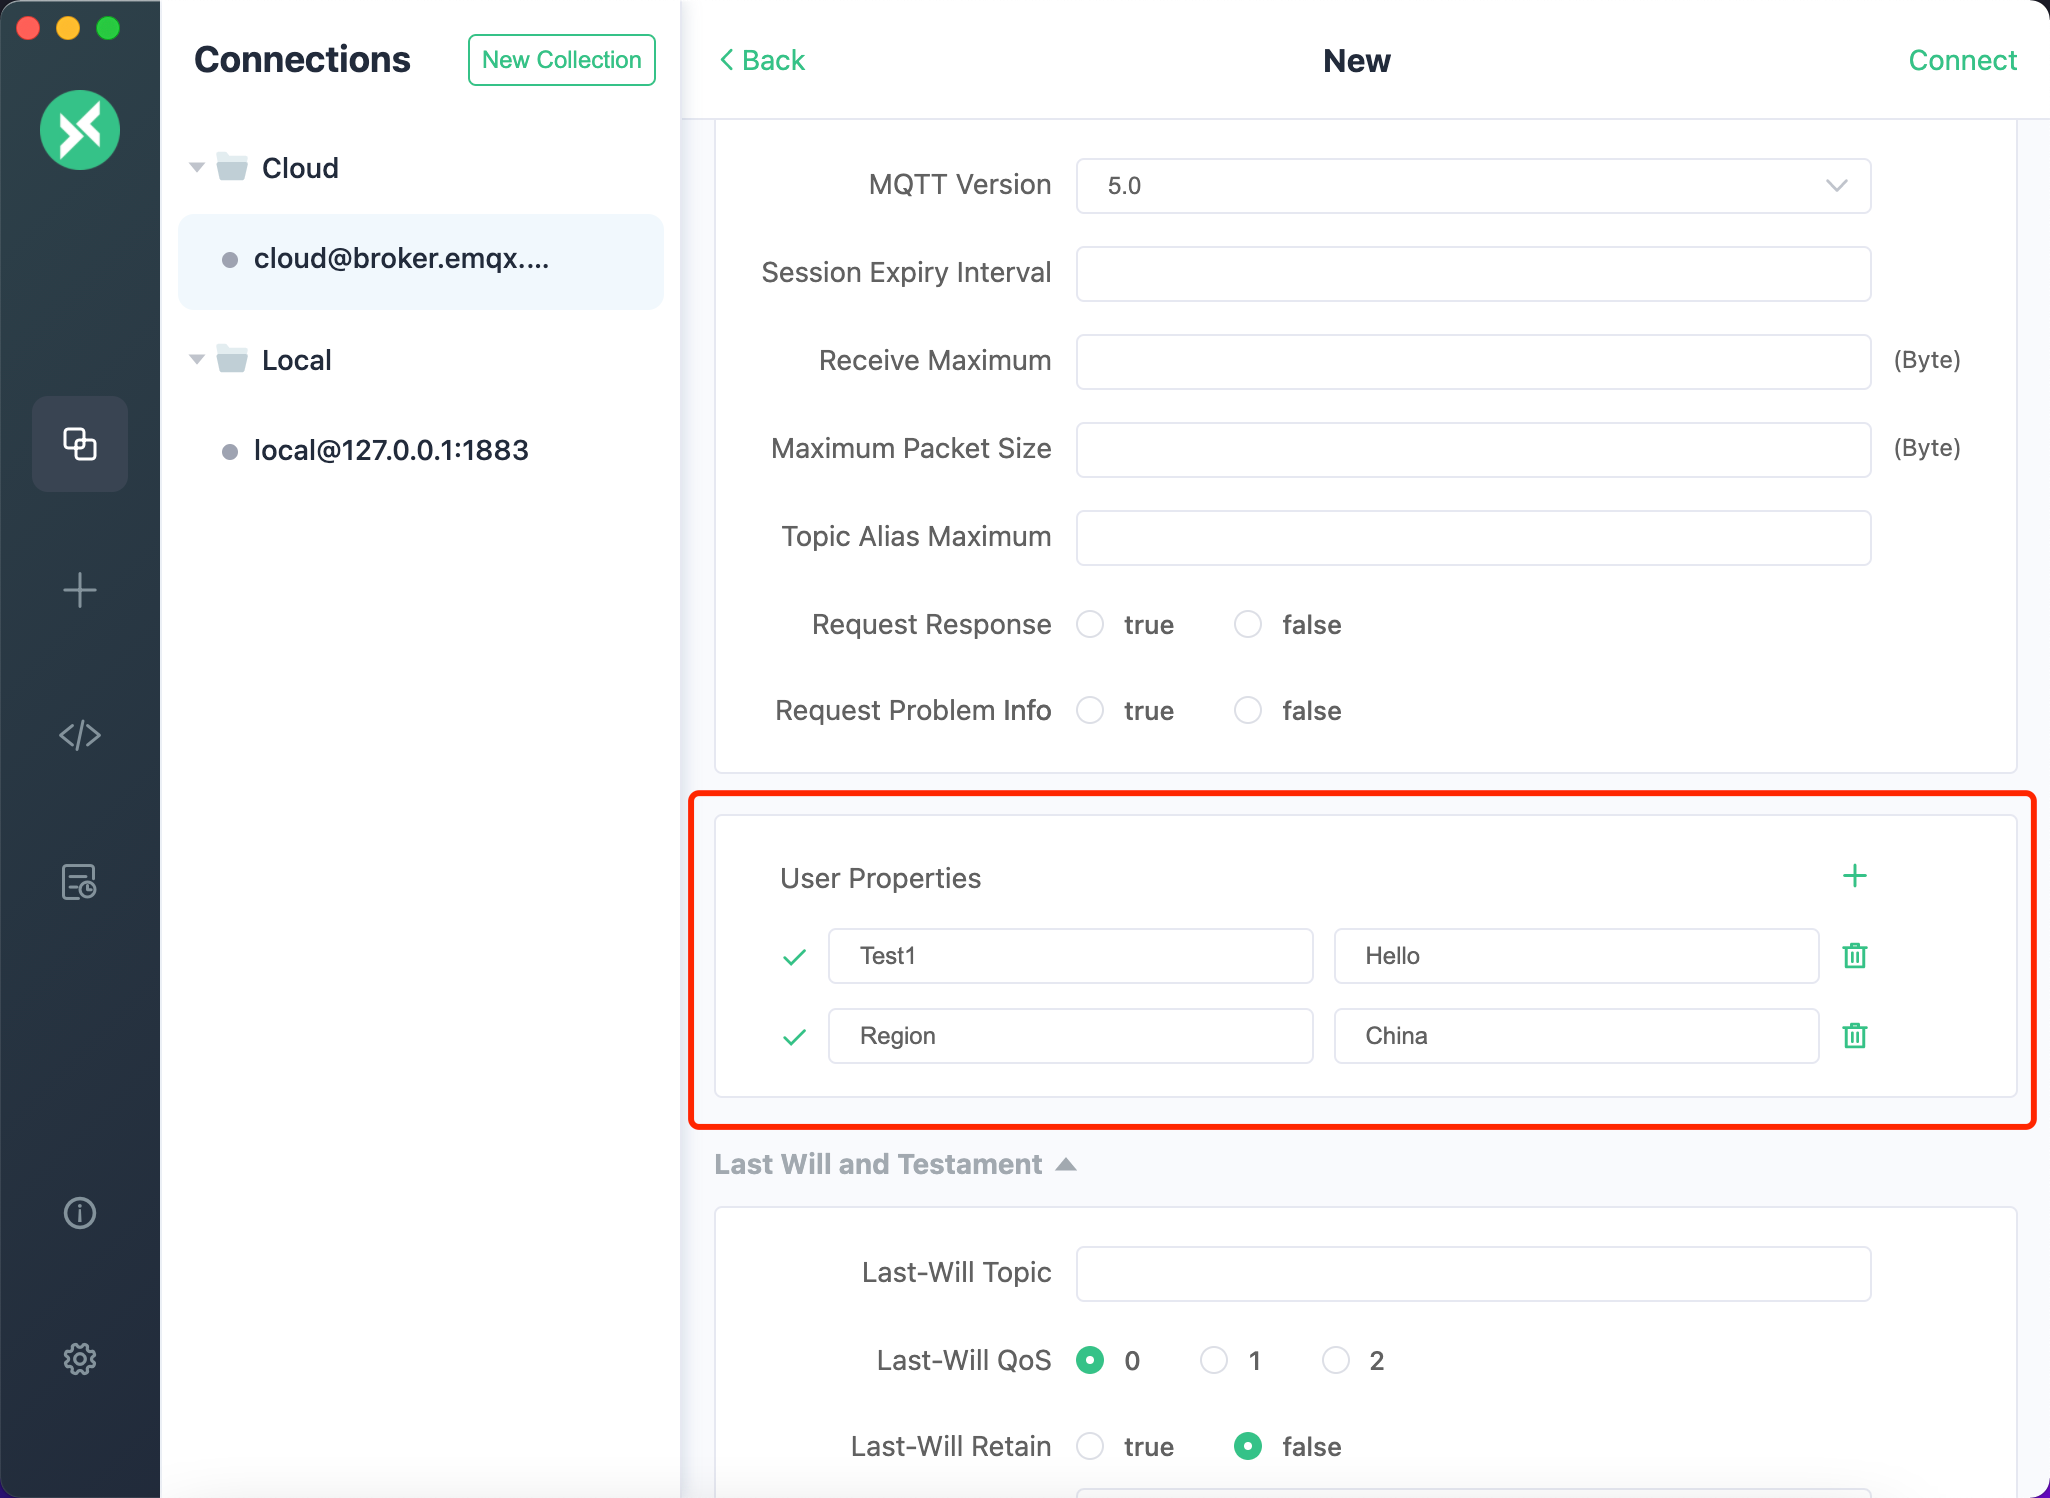 Connections
New Collection
Cloud
cloud@broker.emqx....
Local
local@127.0.0.1:1883
Back
New
Connect
MQTT Version 5.0
Session Expiry Interval
Receive Maximum (Byte)
Maximum Packet Size (Byte)
Topic Alias Maximum
Request Response true false
Request Problem Info true false
User Properties
Test1 Hello
Region China
Last Will and Testament
Last-Will Topic
Last-Will QoS 0 1 2
Last-Will Retain true false